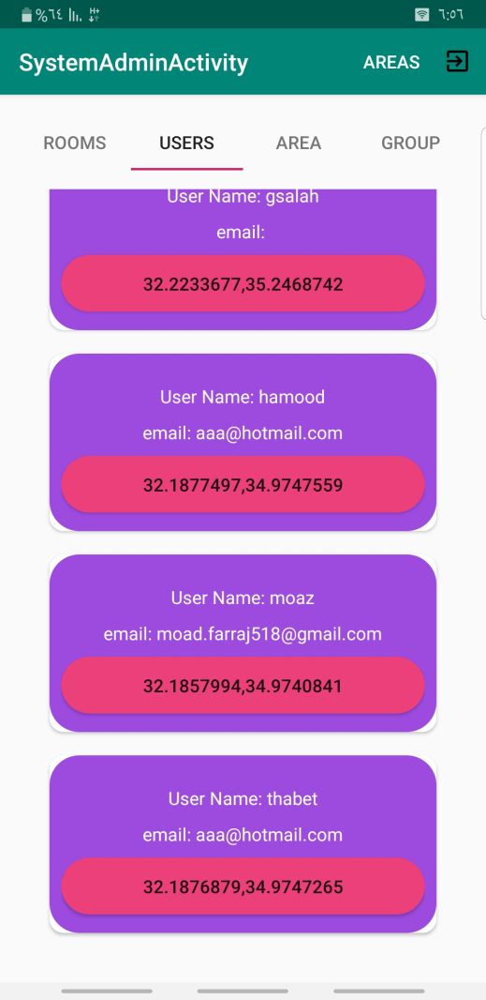 %٦٤ H+ ٦:٥٦
SystemAdminActivity AREAS
ROOMS USERS AREA GROUP
User Name: gsalah
email:
32.2233677,35.2468742
User Name: hamood
email: aaa@hotmail.com
32.1877497,34.9747559
User Name: moaz
email: moad.farraj518@gmail.com
32.1857994,34.9740841
User Name: thabet
email: aaa@hotmail.com
32.1876879,34.9747265